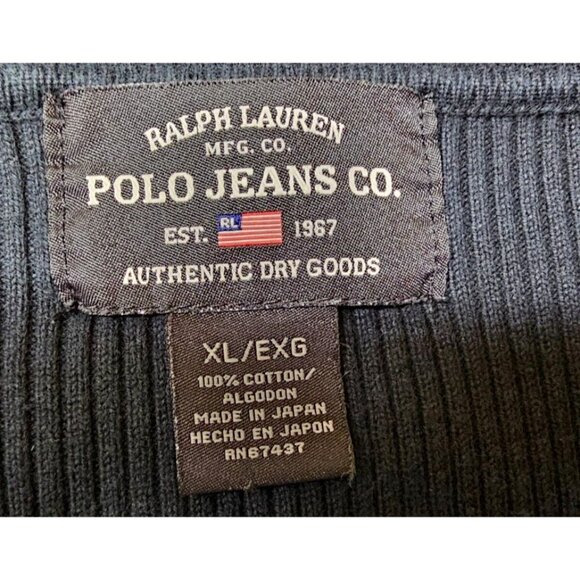 RALPH LAUREN
MFG. CO.
POLO JEANS CO.
EST. RL 1967
AUTHENTIC DRY GOODS
XL/EXG
100% COTTON/
ALGODON
MADE IN JAPAN
HECHO EN JAPON
RN67437